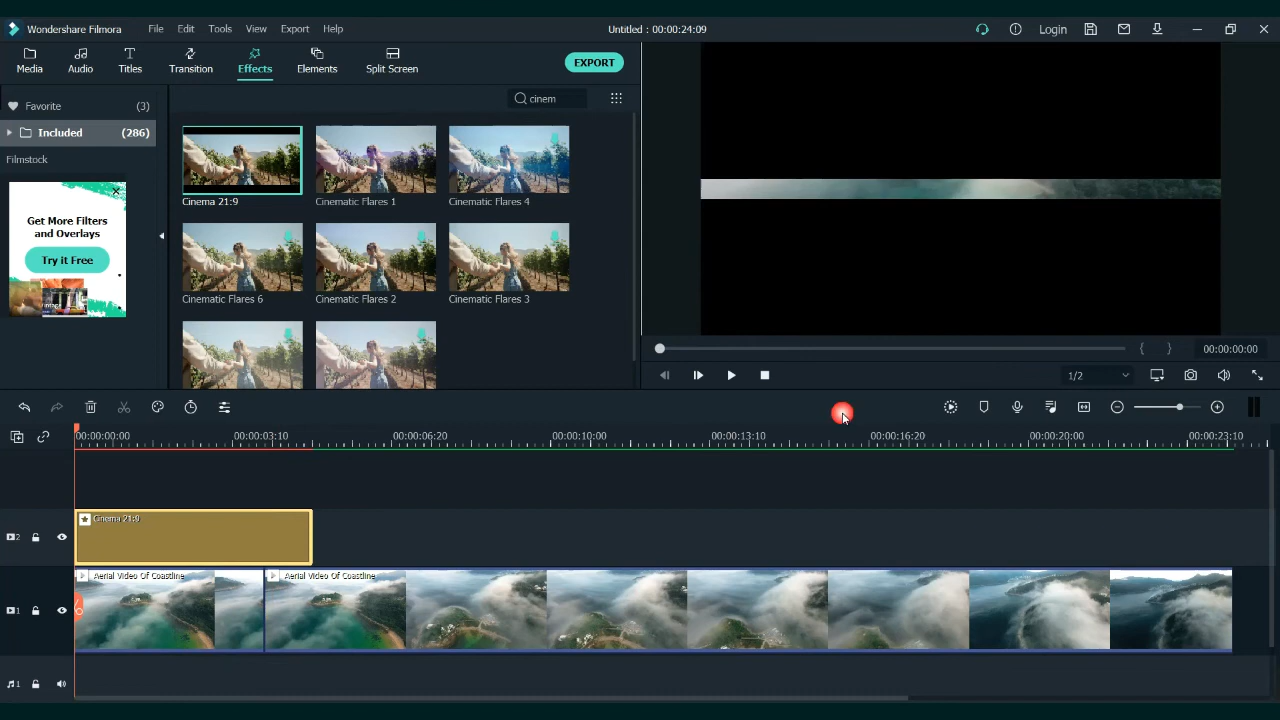 Wondershare Filmora File Edit Tools View Export Help Untitled : 00:00:24:09 Login
Media Audio Titles Transition Effects Elements Split Screen EXPORT
Favorite (3) cinem
Included (286)
Filmstock
Get More Filters
and Overlays
Try it Free
Cinema 21:9 Cinematic Flares 1 Cinematic Flares 4
Cinematic Flares 6 Cinematic Flares 2 Cinematic Flares 3
00:00:00:00
1/2
00:00:00:00 00:00:03:10 00:00:06:20 00:00:10:00 00:00:13:10 00:00:16:20 00:00:20:00 00:00:23:10
2 Cinema 21:9
1 Aerial Video Of Coastline Aerial Video Of Coastline
1